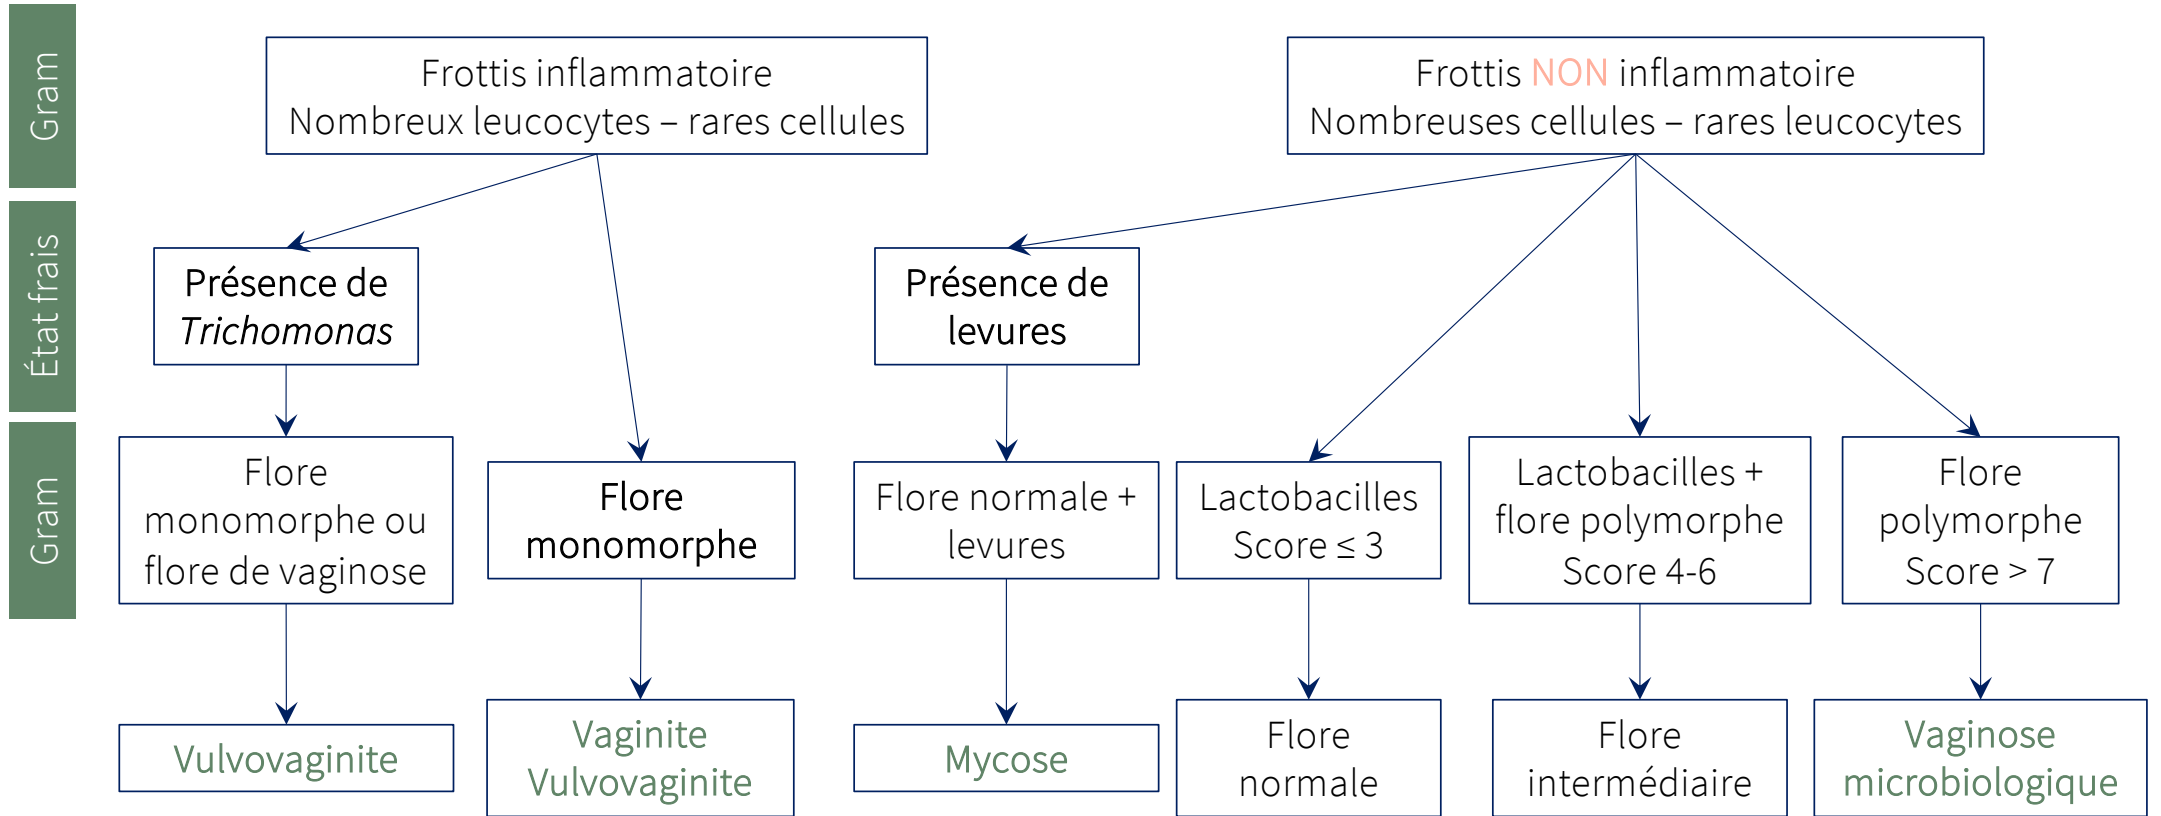 Gram
Frottis inflammatoire
Nombreux leucocytes – rares cellules
Frottis NON inflammatoire
Nombreuses cellules – rares leucocytes
État frais
Présence de
Trichomonas
Présence de
levures
Gram
Flore
monomorphe ou
flore de vaginose
Flore
monomorphe
Flore normale +
levures
Lactobacilles
Score ≤ 3
Lactobacilles +
flore polymorphe
Score 4-6
Flore
polymorphe
Score > 7
Vulvovaginite
Vaginite
Vulvovaginite
Mycose
Flore
normale
Flore
intermédiaire
Vaginose
microbiologique